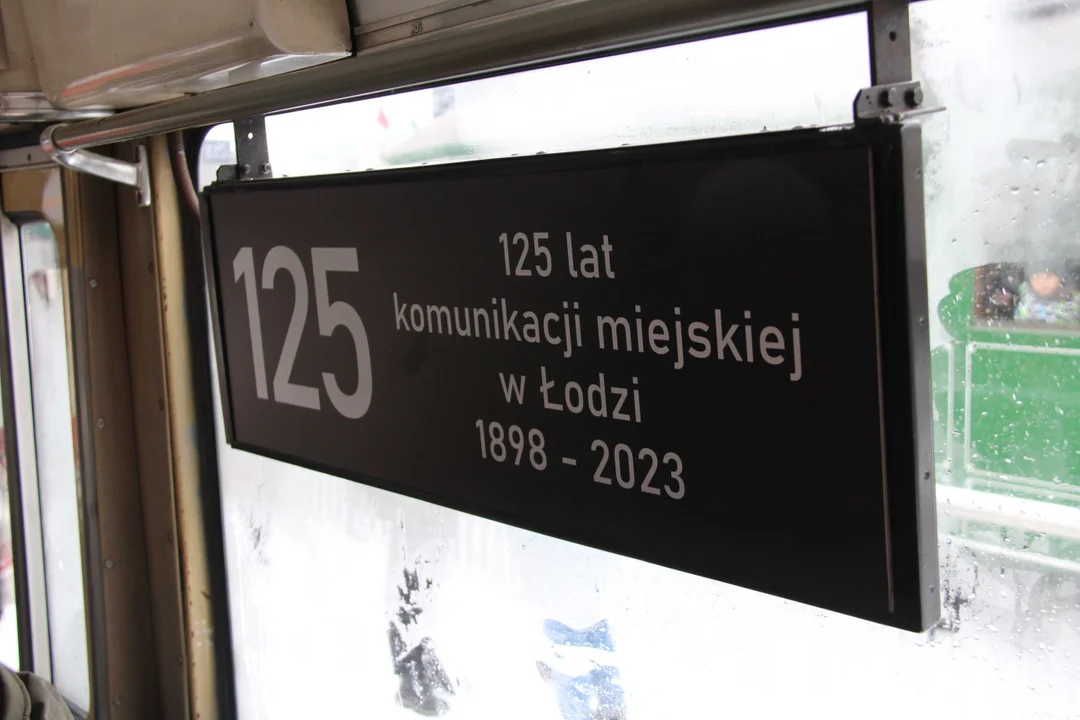 125
125 lat
komunikacji miejskiej
w Łodzi
1898 - 2023